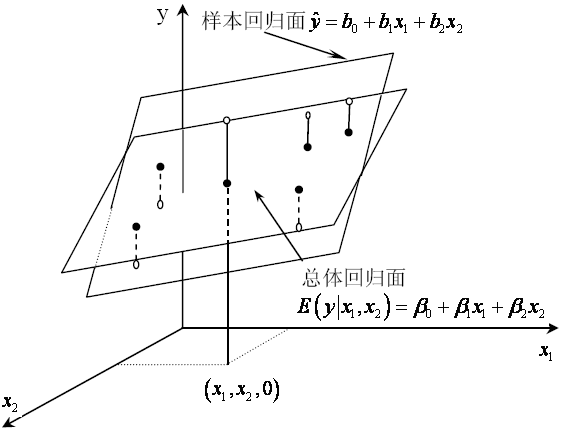 y
样本回归面 ŷ = b₀ + b₁x₁ + b₂x₂
总体回归面
E(y|x₁,x₂) = β₀ + β₁x₁ + β₂x₂
x₁
(x₁,x₂,0)
x₂